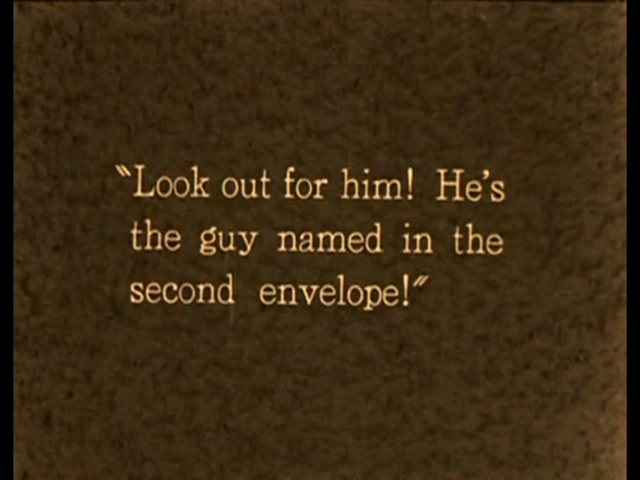 "Look out for him! He's
the guy named in the
second envelope!"